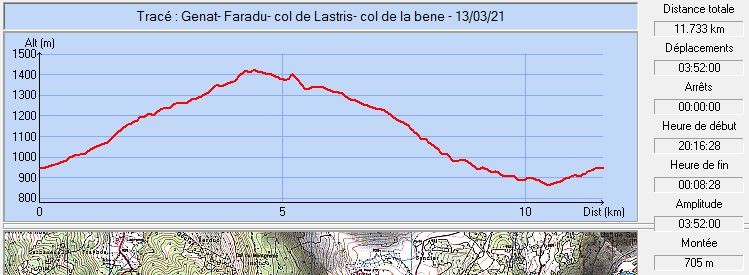 Tracé : Genat- Faradu- col de Lastris- col de la bene - 13/03/21
Alt (m)
1500
1400
1300
1200
1100
1000
900
800
0
5
10
Dist (km)
Distance totale
11.733 km
Déplacements
03:52:00
Arrêts
00:00:00
Heure de début
20:16:28
Heure de fin
00:08:28
Amplitude
03:52:00
Montée
705 m